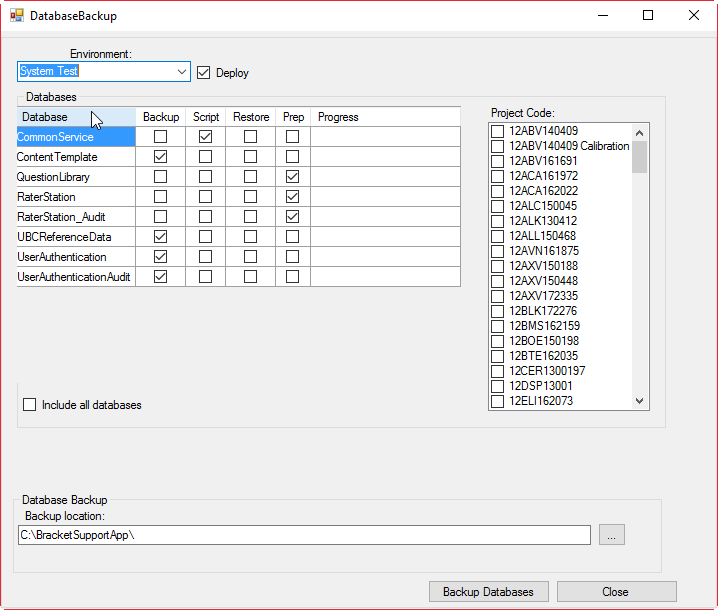 DatabaseBackup
Environment:
System Test
Deploy
Databases
Database Backup Script Restore Prep Progress
CommonService
ContentTemplate
QuestionLibrary
RaterStation
RaterStation_Audit
UBCReferenceData
UserAuthentication
UserAuthenticationAudit
Include all databases
Project Code:
12ABV140409
12ABV140409 Calibration
12ABV161691
12ACA161972
12ACA162022
12ALC150045
12ALK130412
12ALL150468
12AVN161875
12AXV150188
12AXV150448
12AXV172335
12BLK172276
12BMS162159
12BOE150198
12BTE162035
12CER1300197
12DSP13001
12ELI162073
Database Backup
Backup location:
C:\BracketSupportApp\
...
Backup Databases Close